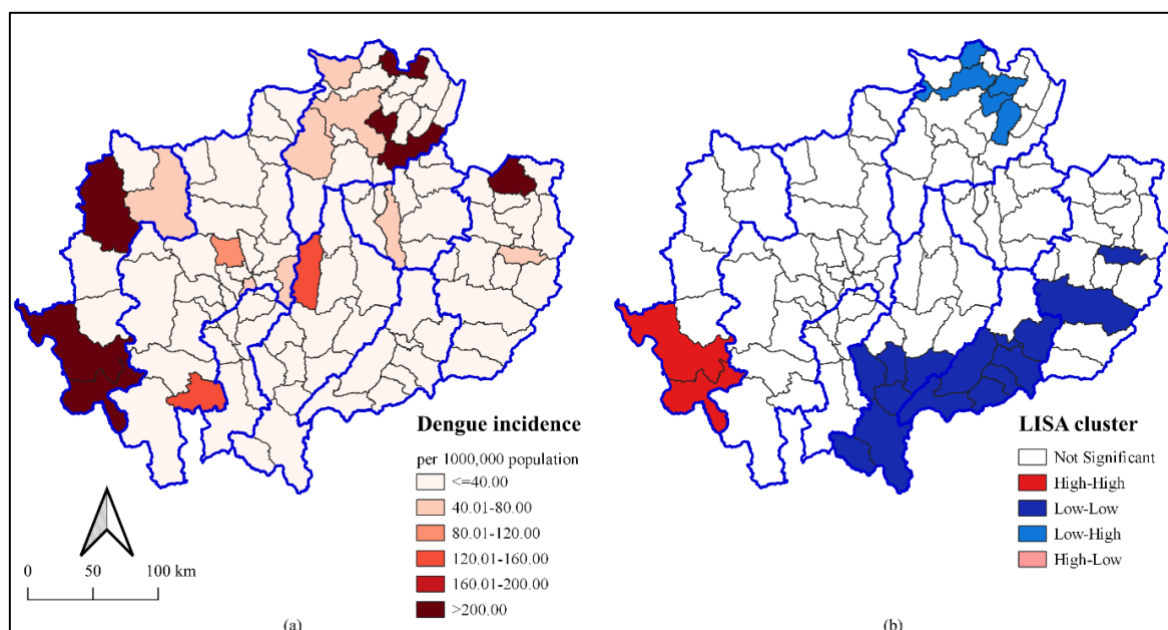 Dengue incidence
per 1000,000 population
<=40.00
40.01-80.00
80.01-120.00
120.01-160.00
160.01-200.00
>200.00
0 50 100 km
(a)
LISA cluster
Not Significant
High-High
Low-Low
Low-High
High-Low
(b)